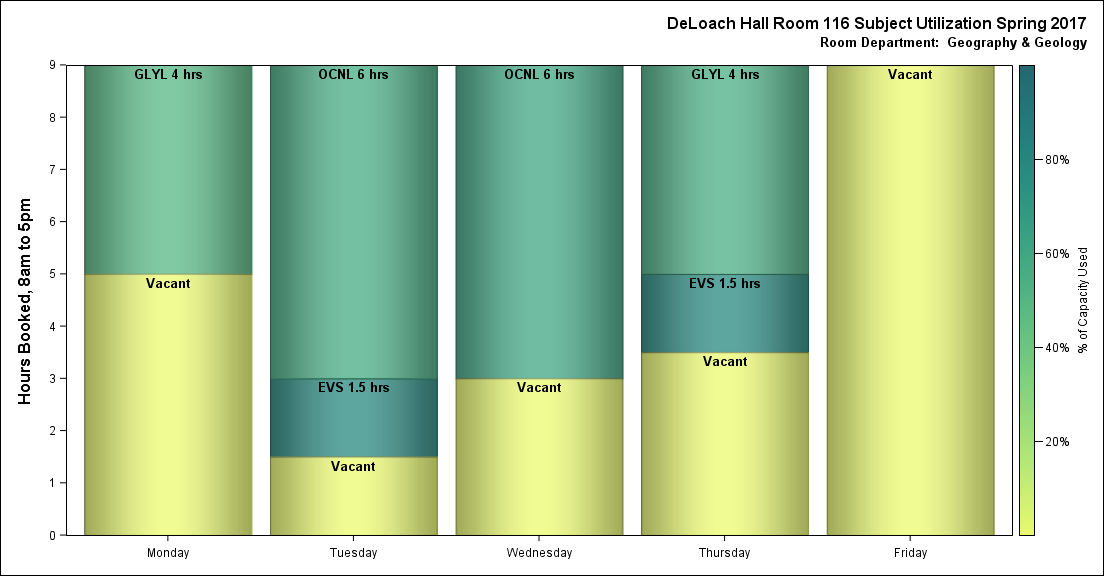 DeLoach Hall Room 116 Subject Utilization Spring 2017
Room Department: Geography & Geology
Hours Booked, 8am to 5pm
9
8
7
6
5
4
3
2
1
0
GLYL 4 hrs
Vacant
OCNL 6 hrs
EVS 1.5 hrs
Vacant
OCNL 6 hrs
Vacant
GLYL 4 hrs
EVS 1.5 hrs
Vacant
Vacant
Monday
Tuesday
Wednesday
Thursday
Friday
80%
60%
40%
20%
% of Capacity Used